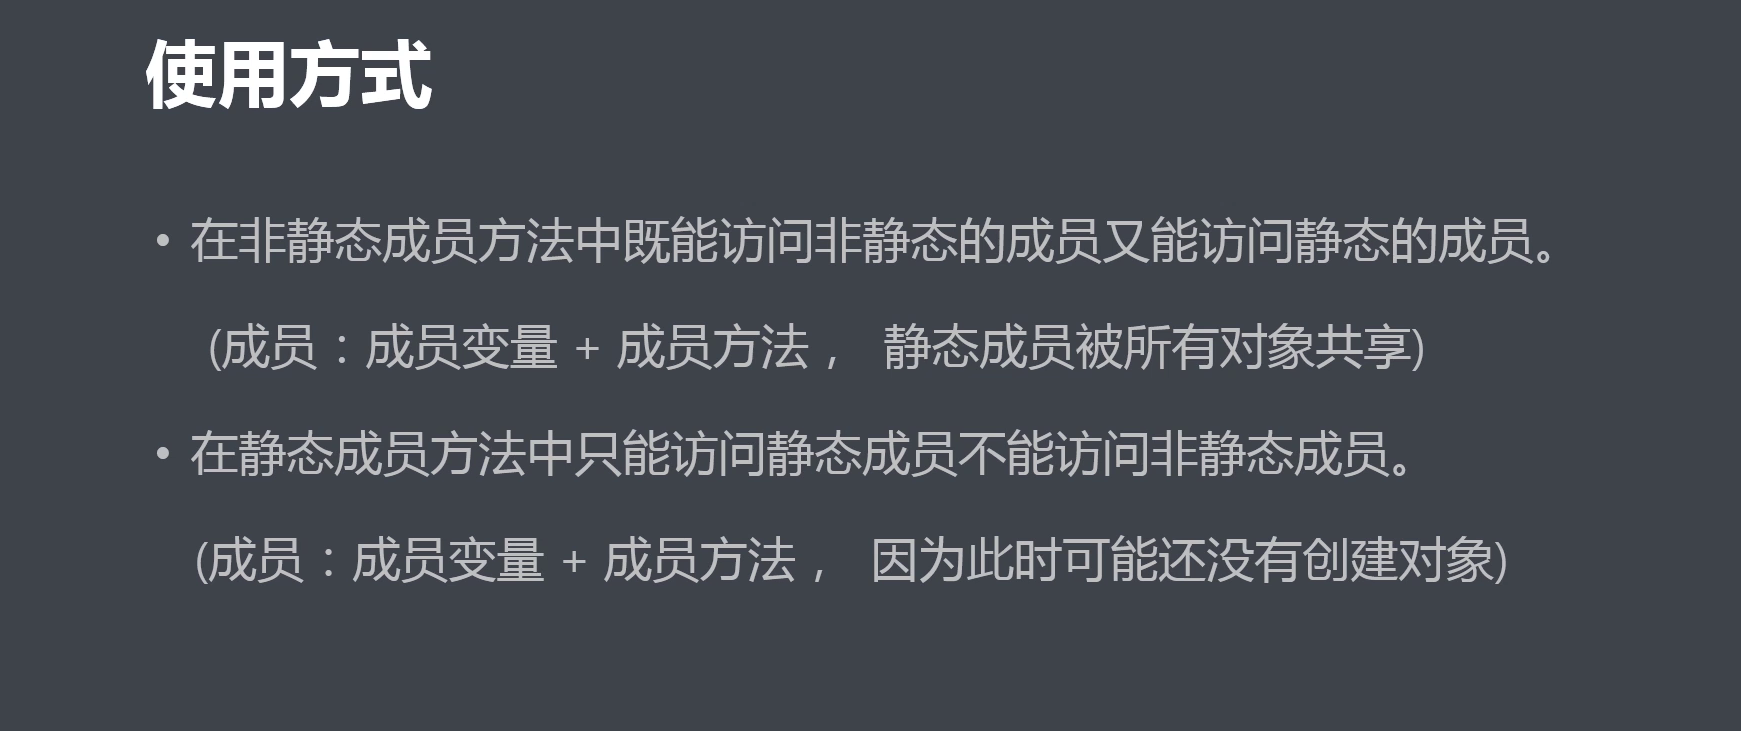 使用方式
• 在非静态成员方法中既能访问非静态的成员又能访问静态的成员。
(成员：成员变量 + 成员方法， 静态成员被所有对象共享)
• 在静态成员方法中只能访问静态成员不能访问非静态成员。
(成员：成员变量 + 成员方法， 因为此时可能还没有创建对象)